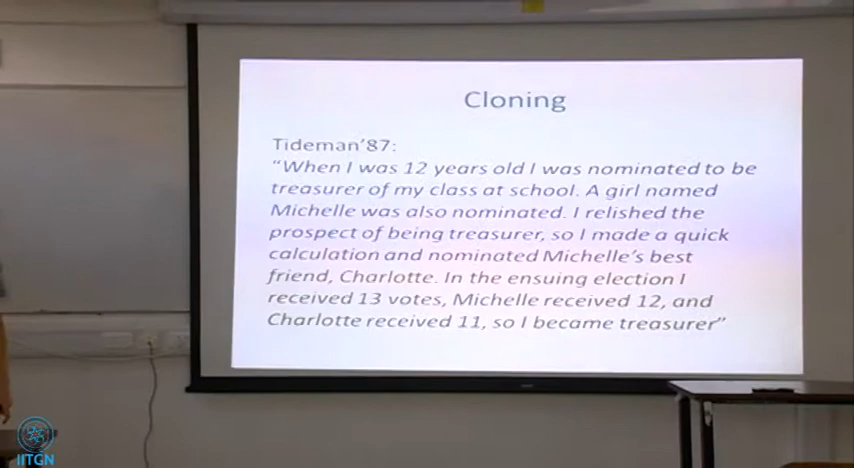 Cloning
Tideman'87:
"When I was 12 years old I was nominated to be
treasurer of my class at school. A girl named
Michelle was also nominated. I relished the
prospect of being treasurer, so I made a quick
calculation and nominated Michelle's best
friend, Charlotte. In the ensuing election I
received 13 votes, Michelle received 12, and
Charlotte received 11, so I became treasurer"
IITGN